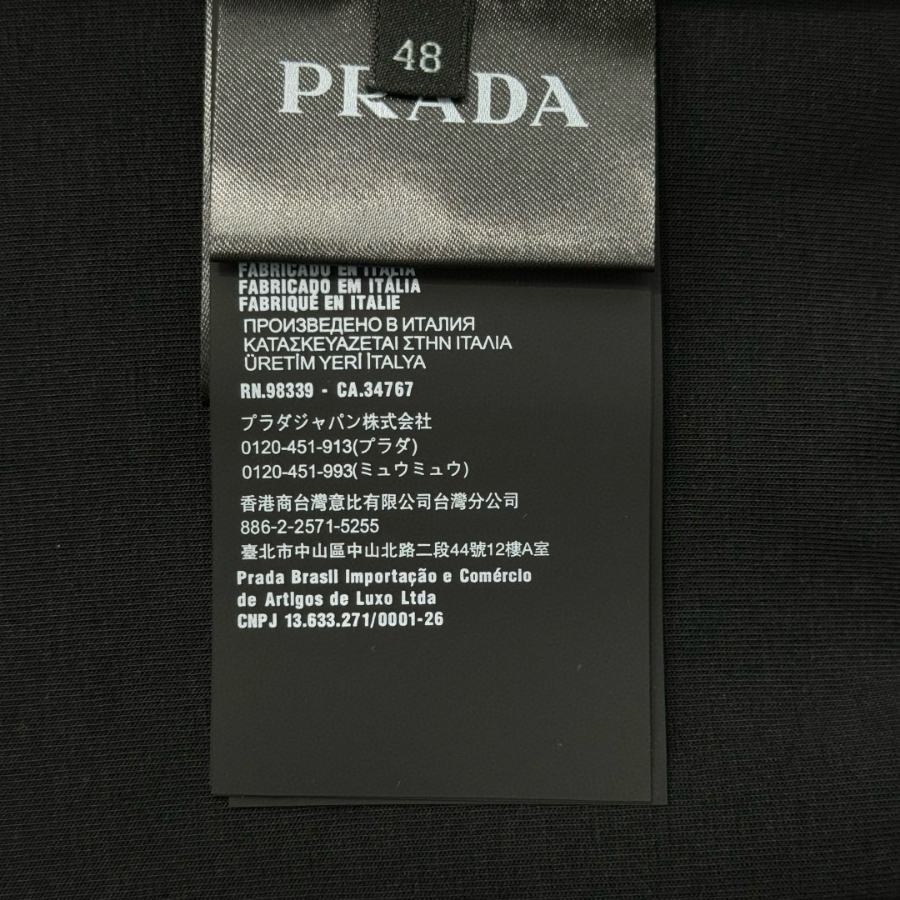 48
PRADA
FABRICADO EN ITALIA
FABRICADO EM ITÁLIA
FABRIQUÉ EN ITALIE
ПРОИЗВЕДЕНО В ИТАЛИЯ
ΚΑΤΑΣΚΕYAZETAI ΣΤΗΝ ΙΤΑΛΙΑ
ÜRETİM YERİ İTALYA
RN.98339 - CA.34767
プラダジャパン株式会社
0120-451-913(プラダ)
0120-451-993(ミュウミュウ)
香港商台灣意比有限公司台灣分公司
886-2-2571-5255
臺北市中山區中山北路二段44號12樓A室
Prada Brasil Importação e Comércio
de Artigos de Luxo Ltda
CNPJ 13.633.271/0001-26